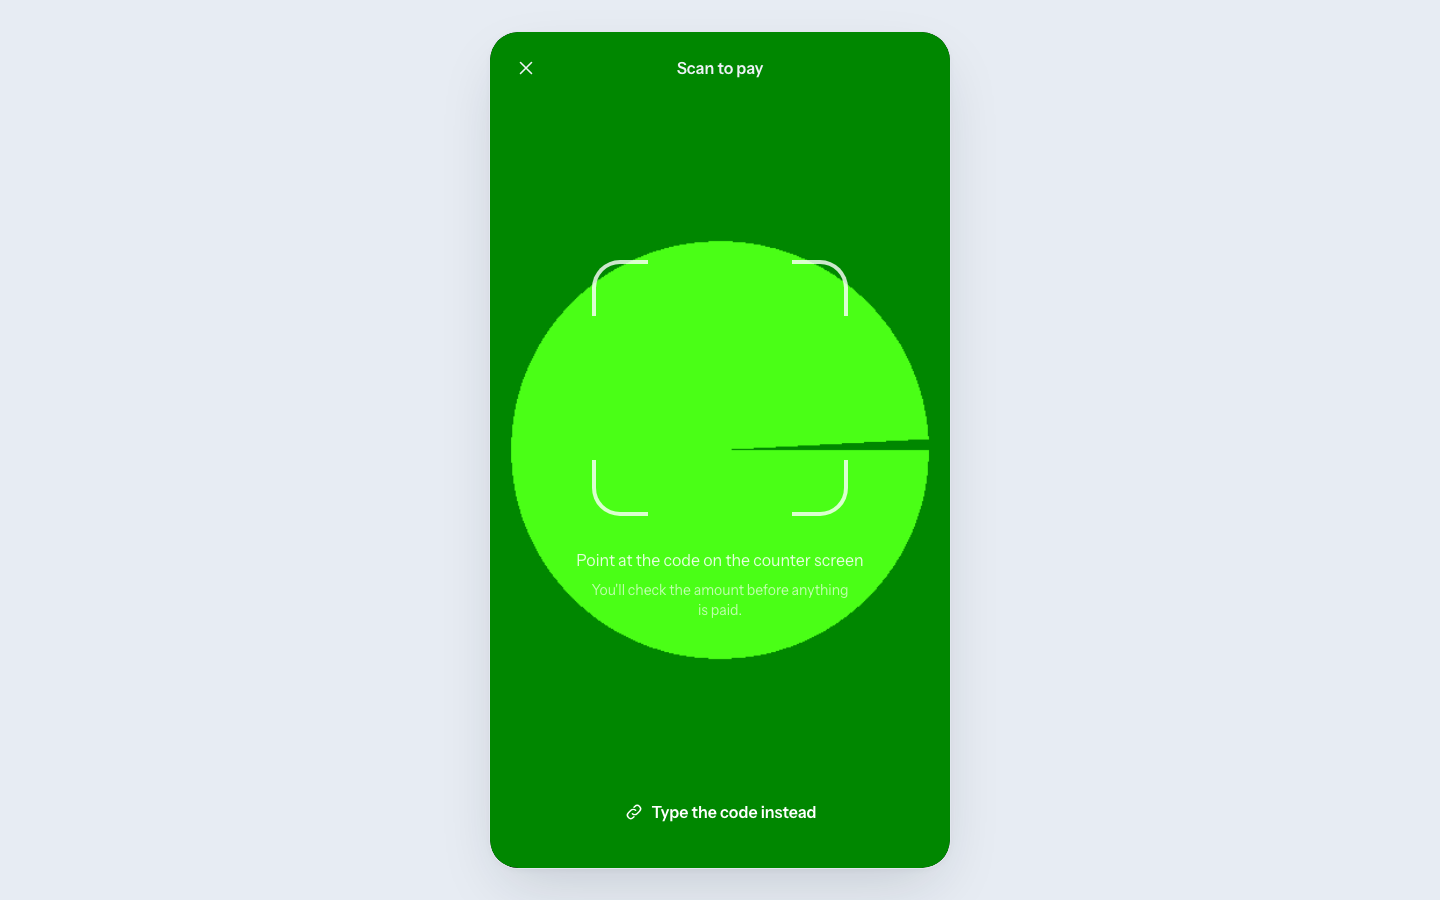 Scan to pay
Point at the code on the counter screen
You'll check the amount before anything
is paid.
Type the code instead